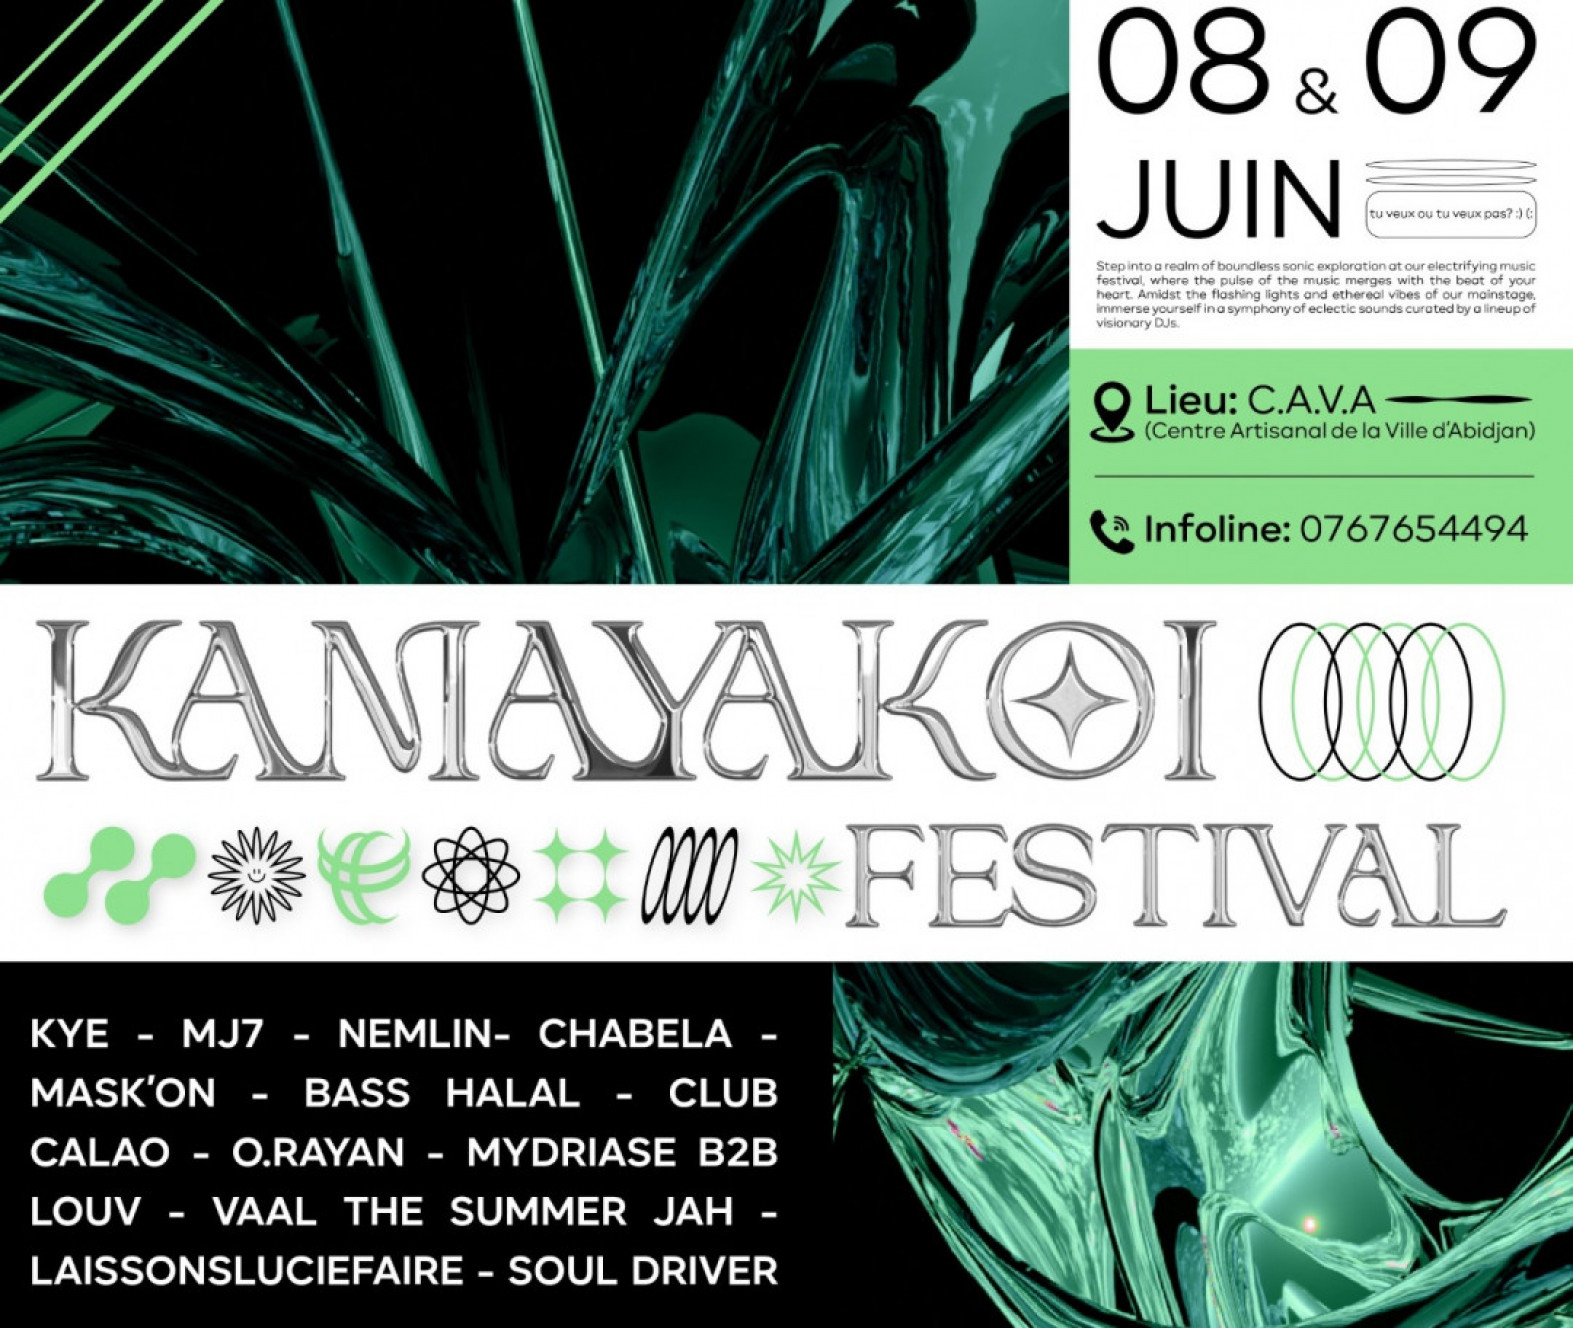 08 & 09
JUIN
tu veux ou tu veux pas? :) (:
Step into a realm of boundless sonic exploration at our electrifying music
festival, where the pulse of the music merges with the beat of your
heart. Amidst the flashing lights and ethereal vibes of our mainstage,
immerse yourself in a symphony of eclectic sounds curated by a lineup of
visionary DJs.
Lieu: C.A.V.A
(Centre Artisanal de la Ville d'Abidjan)
Infoline: 0767654494
KAMAYAKOI
FESTIVAL
KYE - MJ7 - NEMLIN- CHABELA -
MASK'ON - BASS HALAL - CLUB
CALAO - O.RAYAN - MYDRIASE B2B
LOUV - VAAL THE SUMMER JAH -
LAISSONSLUCIEFAIRE - SOUL DRIVER